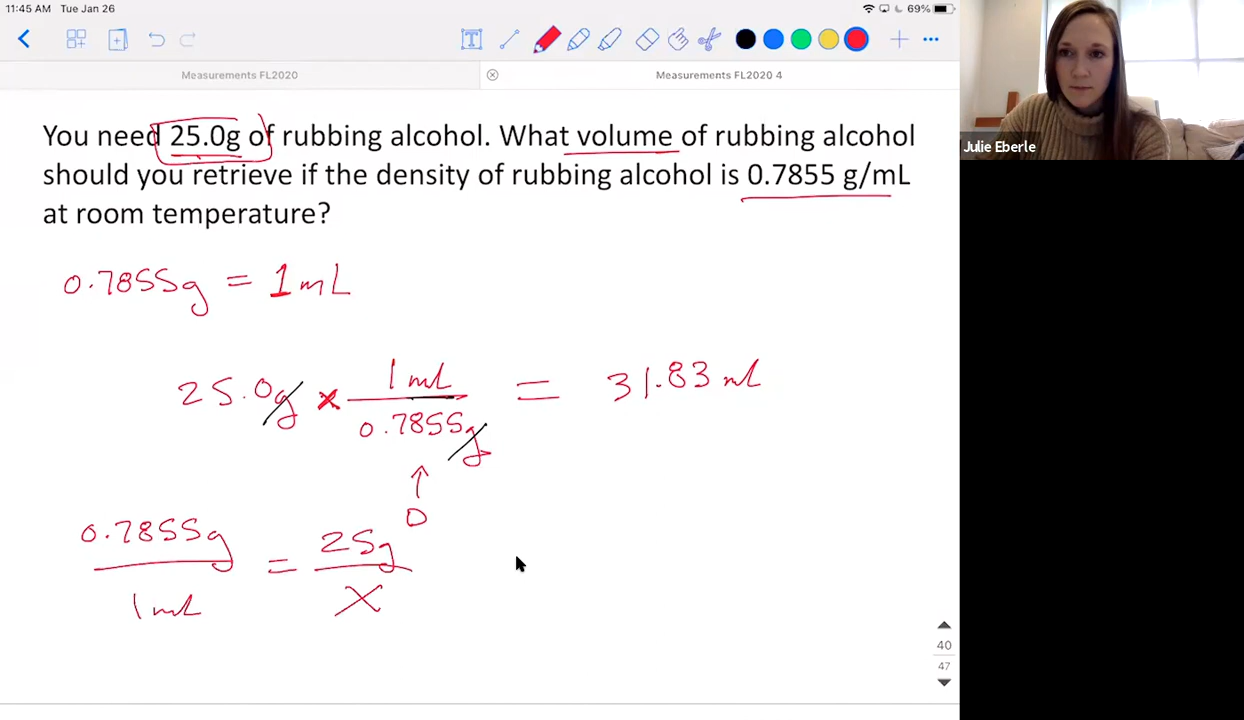 11:45 AM Tue Jan 26
69%
T
Measurements FL2020
Measurements FL2020 4
You need 25.0g of rubbing alcohol. What volume of rubbing alcohol
should you retrieve if the density of rubbing alcohol is 0.7855 g/mL
at room temperature?
0.7855g = 1mL
25.0g × 1mL / 0.7855g = 31.83 mL
↑
D
0.7855g / 1mL = 25g / X
40
47
Julie Eberle